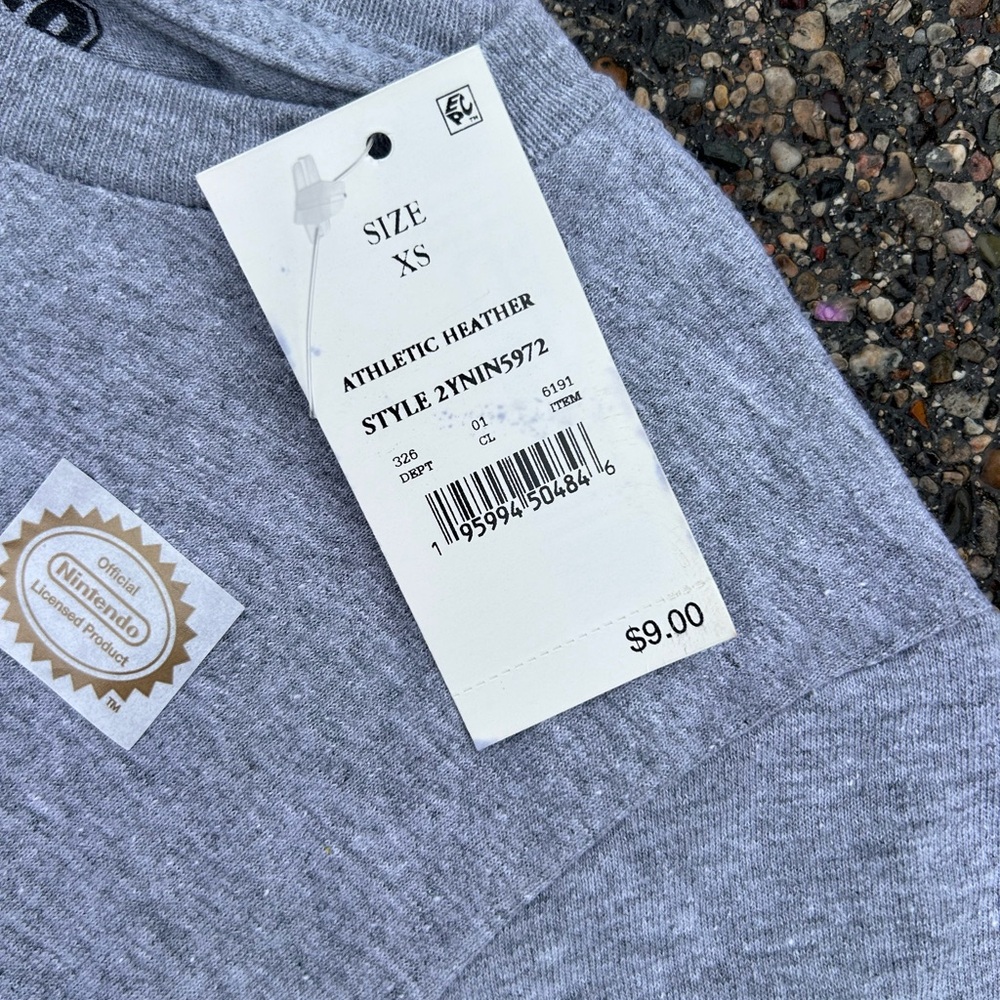 SIZE
XS
ATHLETIC HEATHER
STYLE 2YNIN5972
326 01 6191
DEPT CL ITEM
1 95994 50484 6
$9.00
Official
Nintendo
Licensed Product
TM